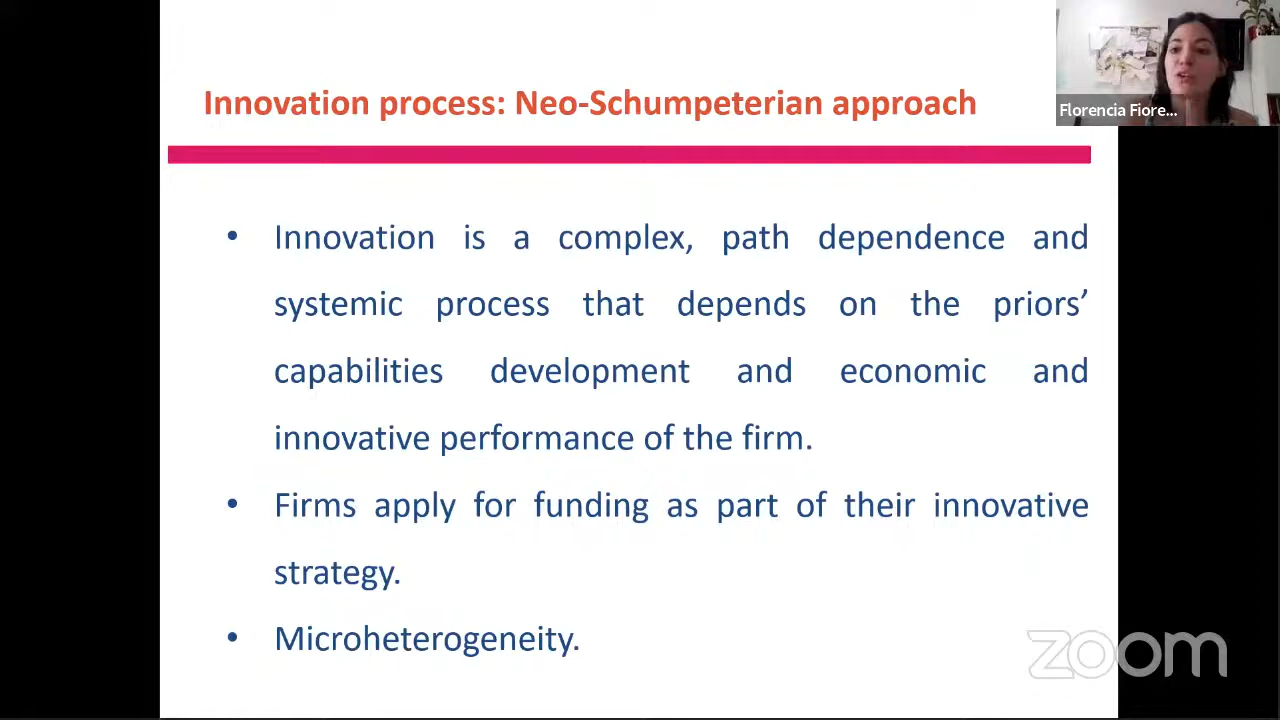 Innovation process: Neo-Schumpeterian approach
Florencia Fiore...
• Innovation is a complex, path dependence and
systemic process that depends on the priors’
capabilities development and economic and
innovative performance of the firm.
• Firms apply for funding as part of their innovative
strategy.
• Microheterogeneity.
zoom